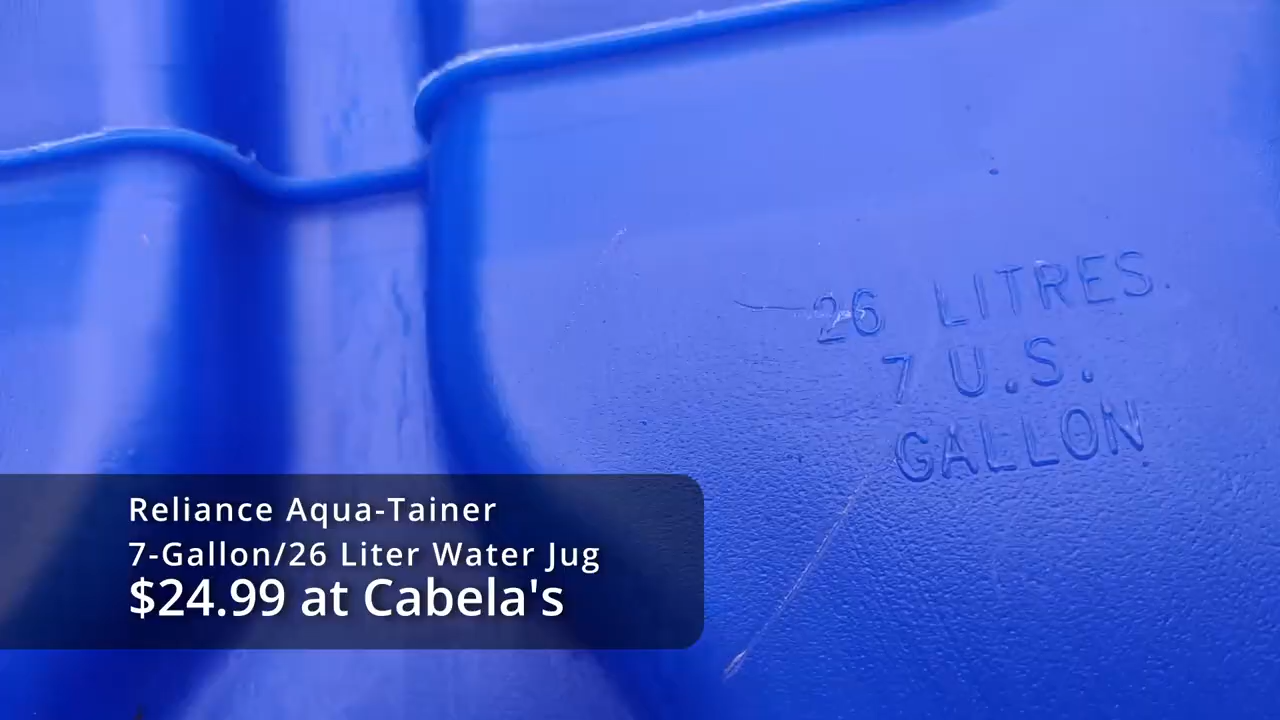 26 LITRES.
7 U.S.
GALLON
Reliance Aqua-Tainer
7-Gallon/26 Liter Water Jug
$24.99 at Cabela's